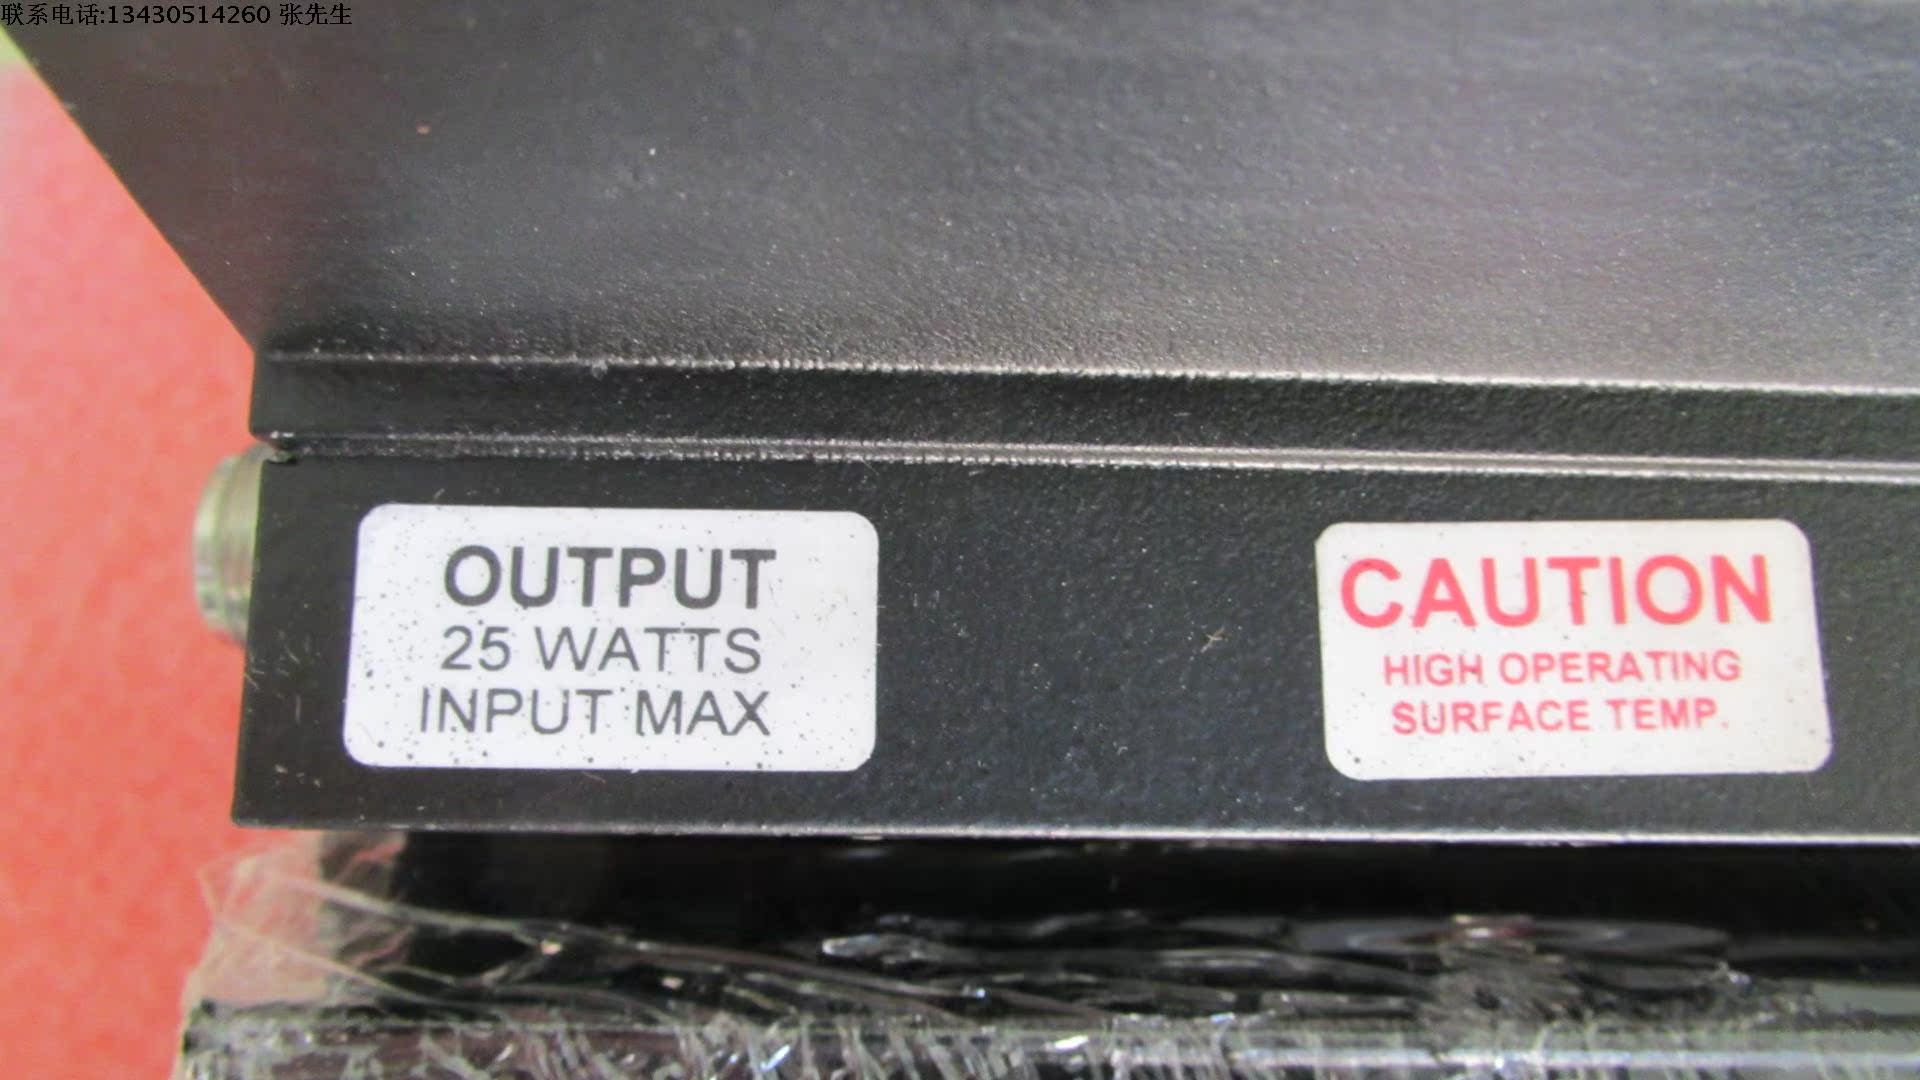 联系电话:13430514260 张先生
OUTPUT
25 WATTS
INPUT MAX
CAUTION
HIGH OPERATING
SURFACE TEMP.